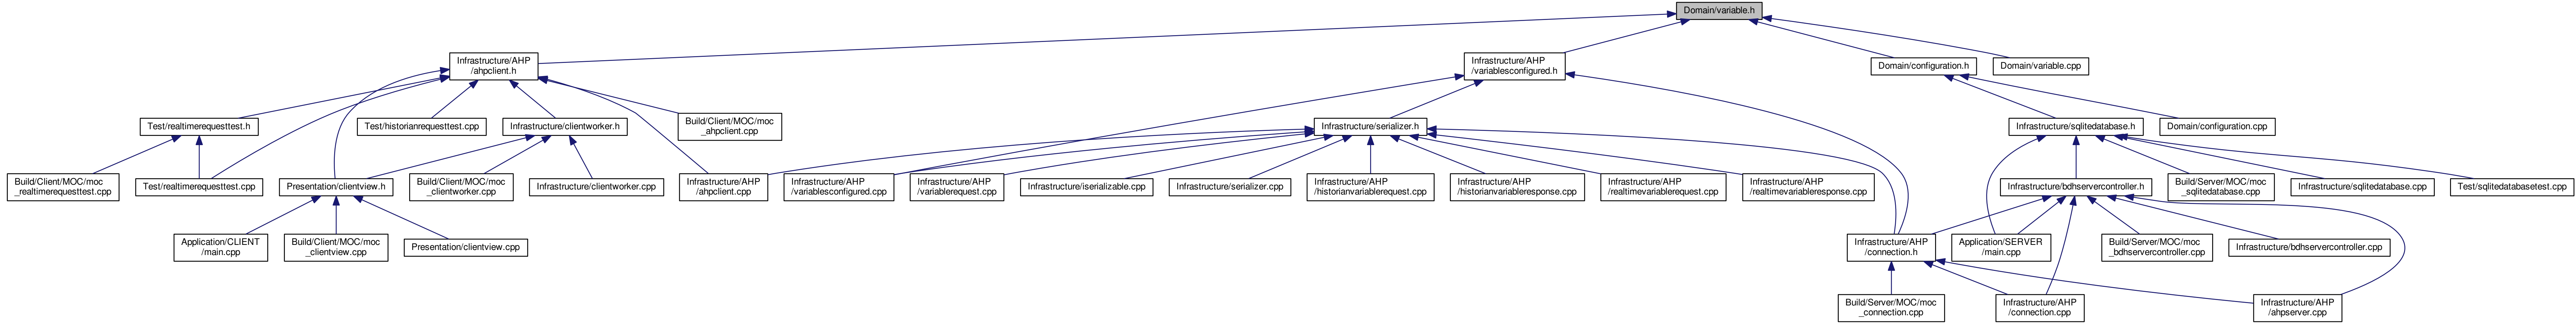 Domain/variable.h
Infrastructure/AHP
/ahpclient.h
Infrastructure/AHP
/variablesconfigured.h
Domain/configuration.h
Domain/variable.cpp
Test/realtimerequesttest.h
Test/historianrequesttest.cpp
Infrastructure/clientworker.h
Build/Client/MOC/moc
_ahpclient.cpp
Infrastructure/serializer.h
Infrastructure/sqlitedatabase.h
Domain/configuration.cpp
Build/Client/MOC/moc
_realtimerequesttest.cpp
Test/realtimerequesttest.cpp
Presentation/clientview.h
Build/Client/MOC/moc
_clientworker.cpp
Infrastructure/clientworker.cpp
Infrastructure/AHP
/ahpclient.cpp
Infrastructure/AHP
/variablesconfigured.cpp
Infrastructure/AHP
/variablerequest.cpp
Infrastructure/iserializable.cpp
Infrastructure/serializer.cpp
Infrastructure/AHP
/historianvariablerequest.cpp
Infrastructure/AHP
/historianvariableresponse.cpp
Infrastructure/AHP
/realtimevariablerequest.cpp
Infrastructure/AHP
/realtimevariableresponse.cpp
Infrastructure/bdhservercontroller.h
Build/Server/MOC/moc
_sqlitedatabase.cpp
Infrastructure/sqlitedatabase.cpp
Test/sqlitedatabasetest.cpp
Application/CLIENT
/main.cpp
Build/Client/MOC/moc
_clientview.cpp
Presentation/clientview.cpp
Infrastructure/AHP
/connection.h
Application/SERVER
/main.cpp
Build/Server/MOC/moc
_bdhservercontroller.cpp
Infrastructure/bdhservercontroller.cpp
Build/Server/MOC/moc
_connection.cpp
Infrastructure/AHP
/connection.cpp
Infrastructure/AHP
/ahpserver.cpp